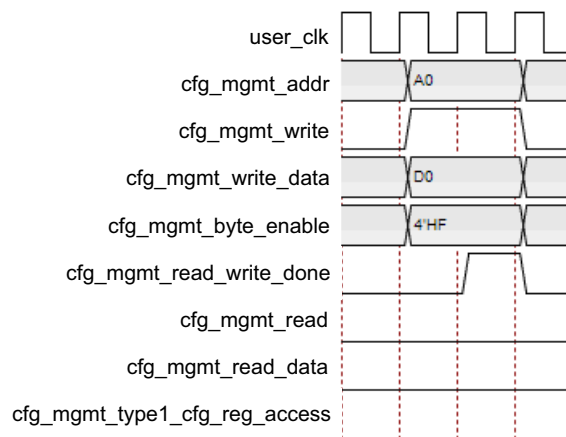 user_clk
cfg_mgmt_addr A0
cfg_mgmt_write
cfg_mgmt_write_data D0
cfg_mgmt_byte_enable 4'HF
cfg_mgmt_read_write_done
cfg_mgmt_read
cfg_mgmt_read_data
cfg_mgmt_type1_cfg_reg_access